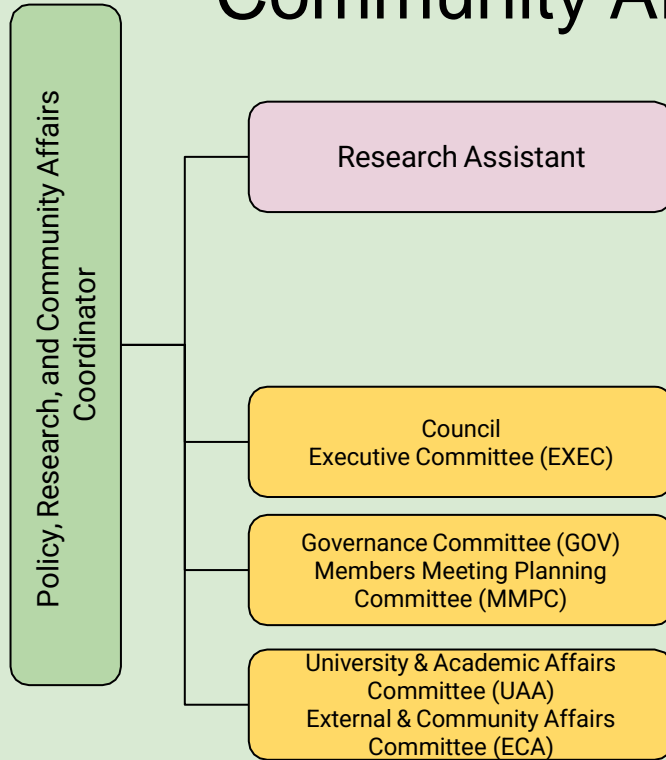 Community
Policy, Research, and Community Affairs
Coordinator
Research Assistant
Council
Executive Committee (EXEC)
Governance Committee (GOV)
Members Meeting Planning
Committee (MMPC)
University & Academic Affairs
Committee (UAA)
External & Community Affairs
Committee (ECA)